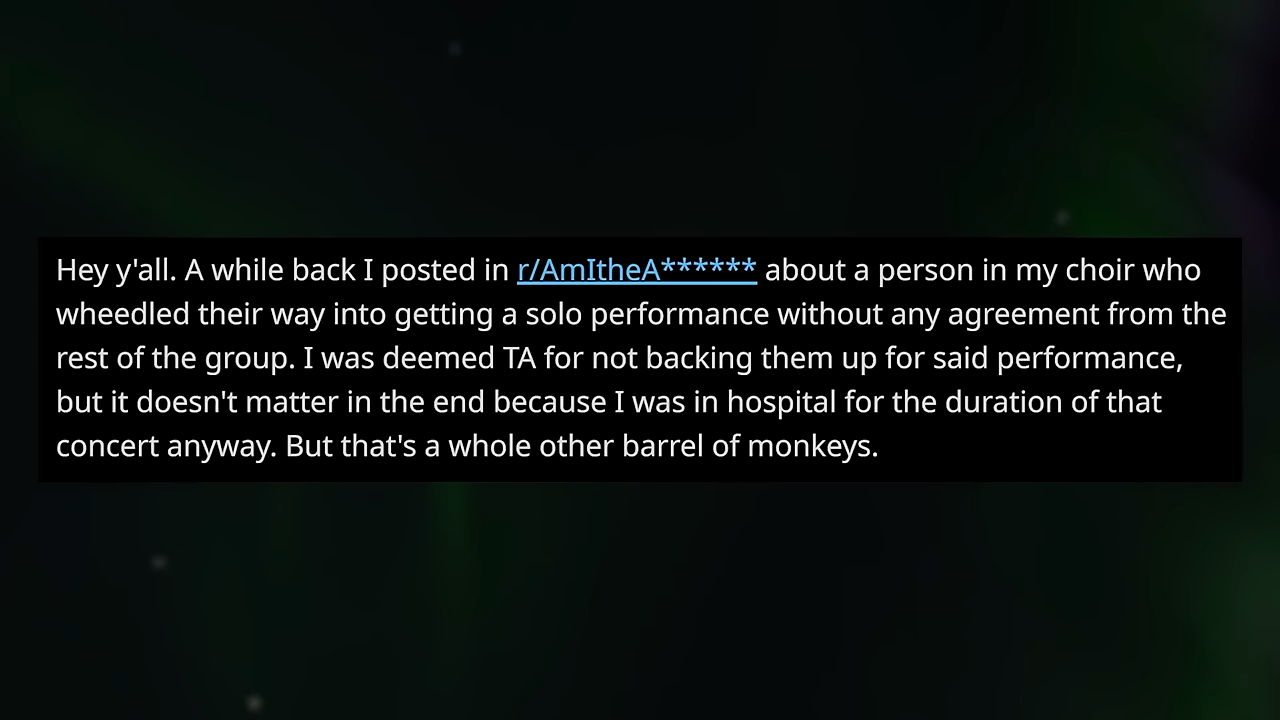 Hey y'all. A while back I posted in r/AmItheA****** about a person in my choir who
wheedled their way into getting a solo performance without any agreement from the
rest of the group. I was deemed TA for not backing them up for said performance,
but it doesn't matter in the end because I was in hospital for the duration of that
concert anyway. But that's a whole other barrel of monkeys.